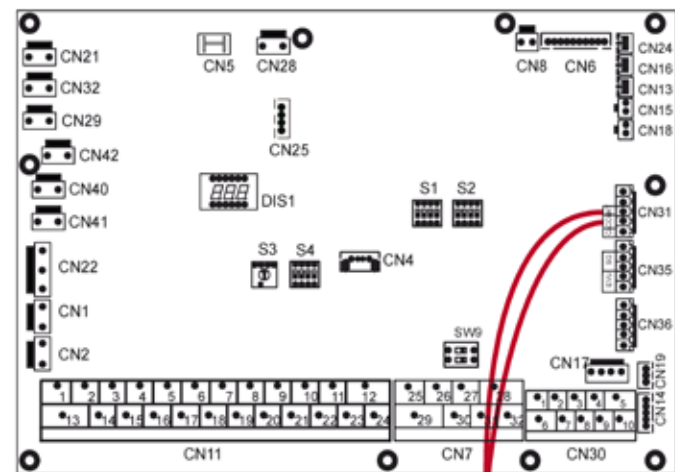 CN21
CN5
CN28
CN8
CN6
CN24
CN16
CN13
CN15
CN18
CN32
CN29
CN25
CN42
CN40
DIS1
S1
S2
CN31
CN41
CN22
S3
S4
CN4
CN35
CN1
CN36
CN2
SW9
CN17
CN19
CN14
1 2 3 4 5 6 7 8 9 10 11 12
25 26 27 28
1 2 3 4 5
13 14 15 16 17 18 19 20 21 22 23 24
29 30 32
6 7 8 9 10
CN11
CN7
CN30